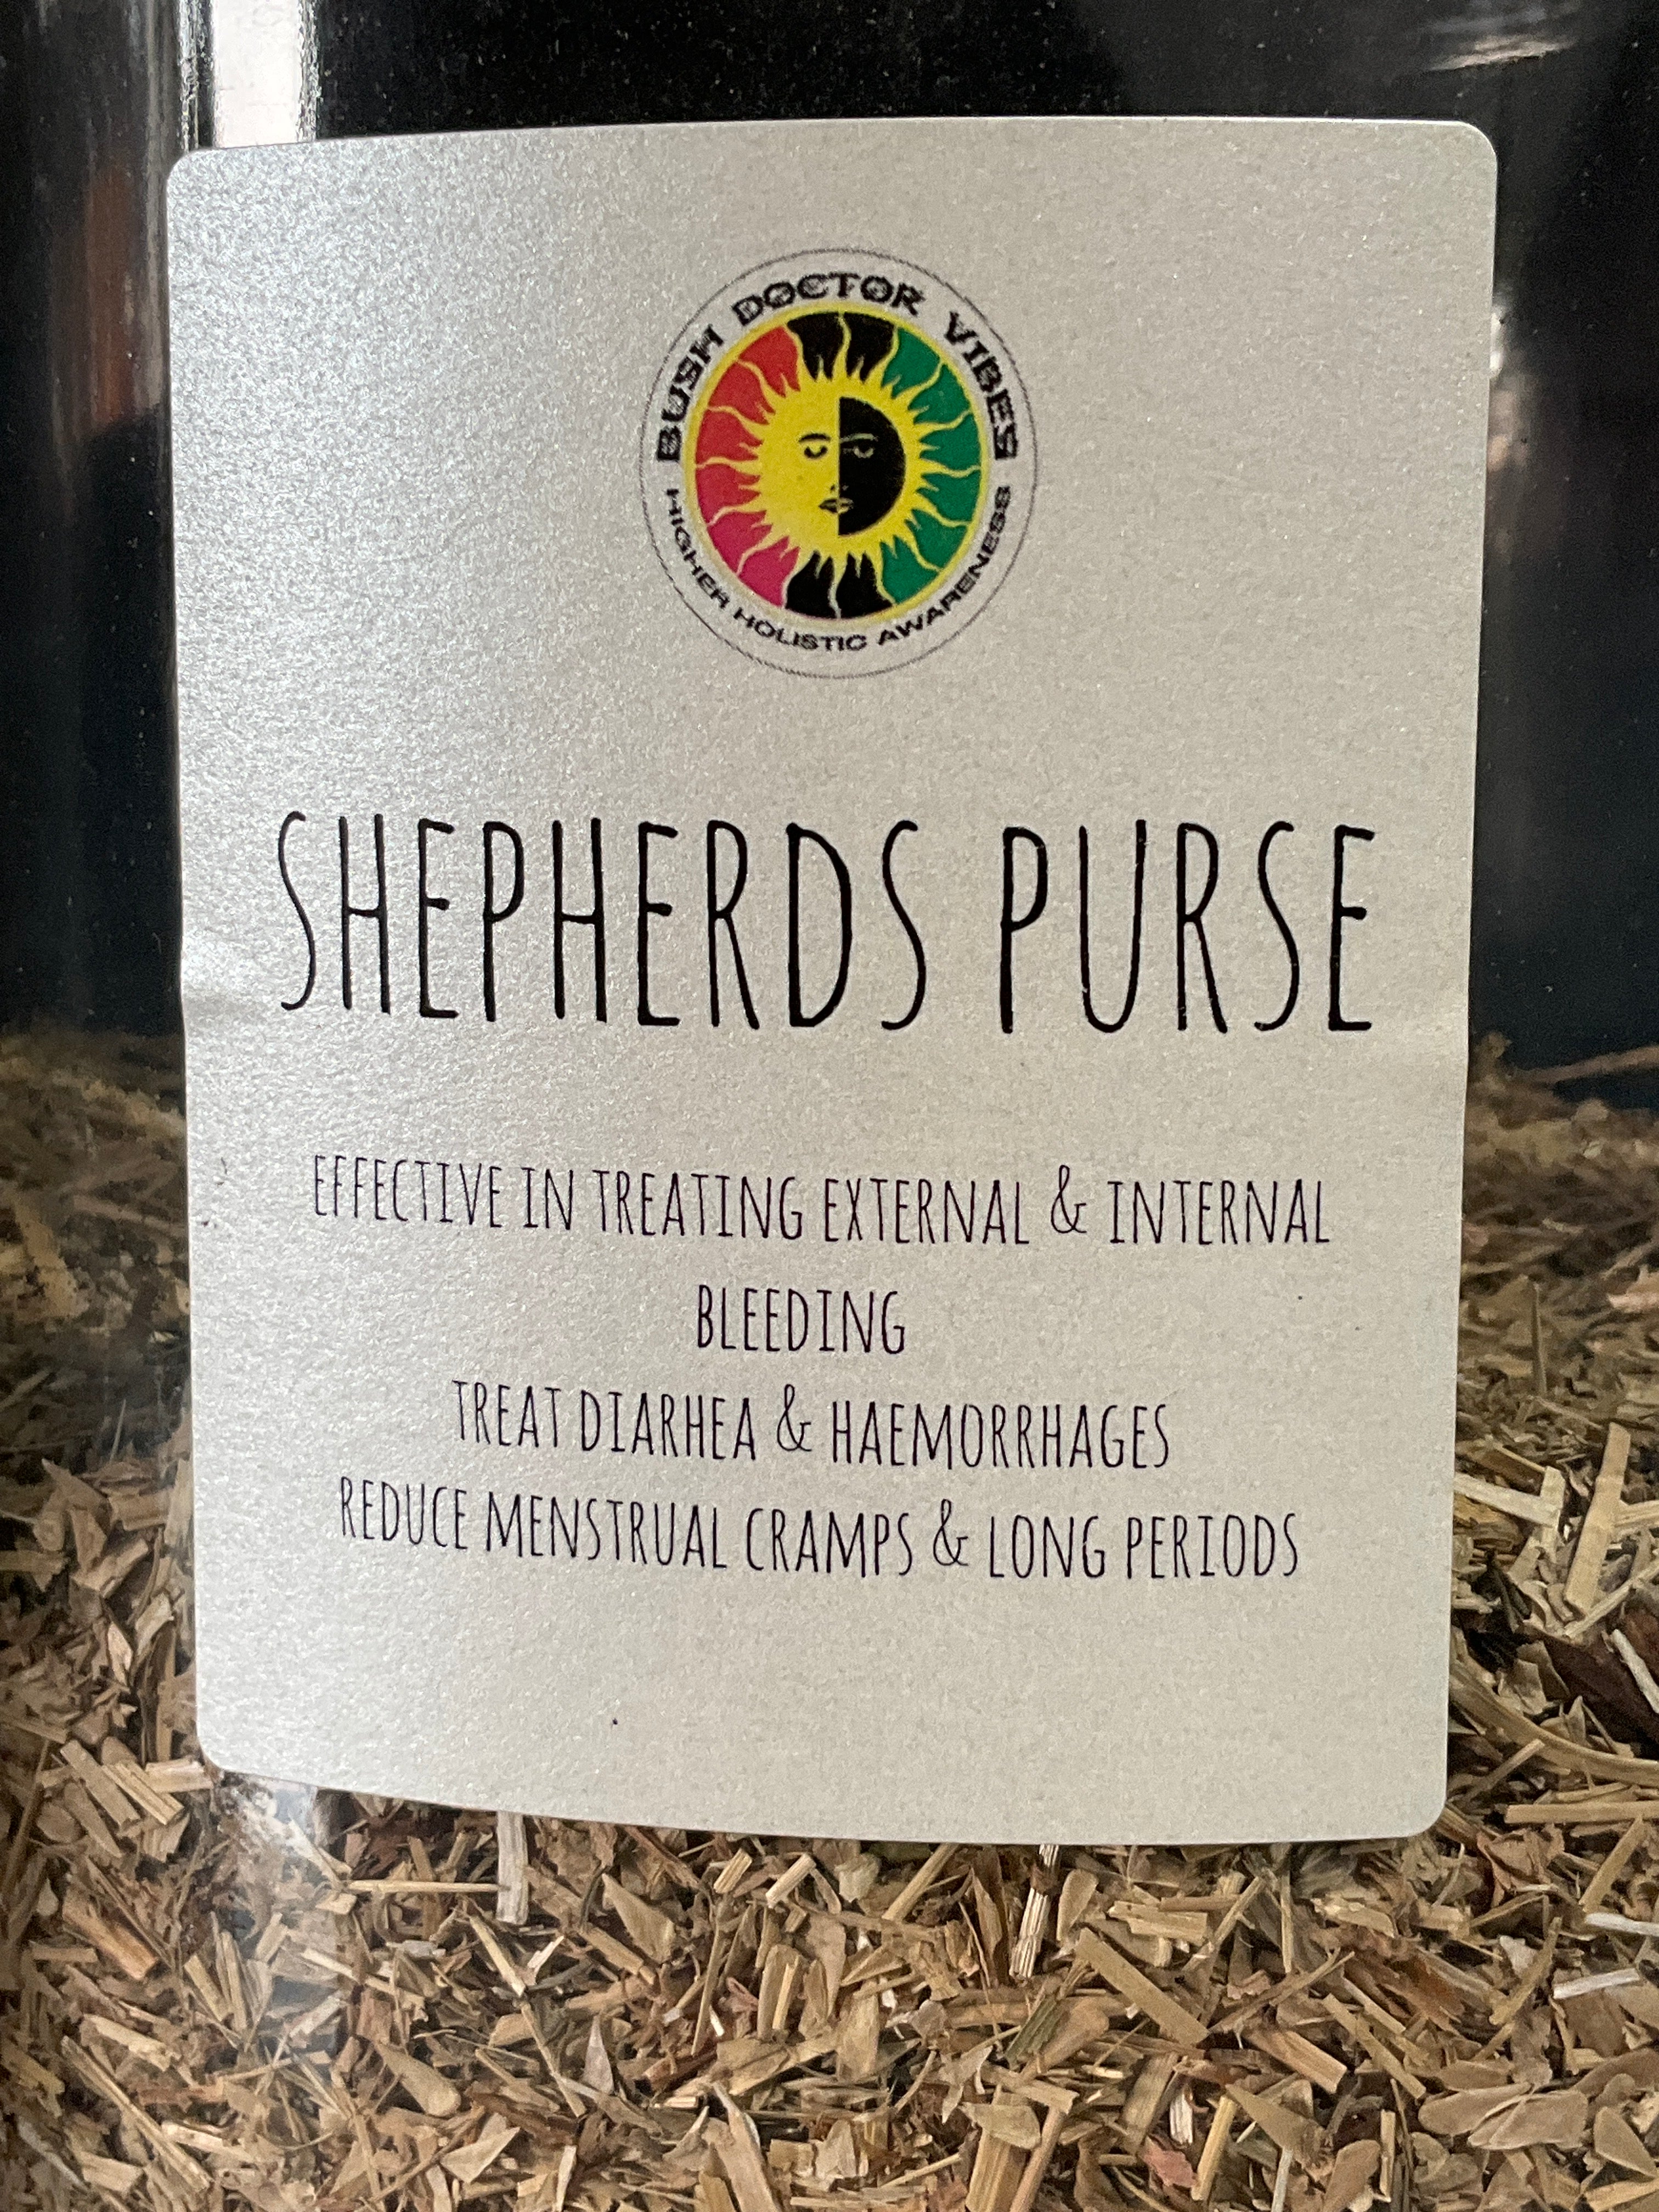 BUSH DOCTOR VIBES
HIGHER HOLISTIC AWARENESS
SHEPHERDS PURSE
EFFECTIVE IN TREATING EXTERNAL & INTERNAL
BLEEDING
TREAT DIARHEA & HAEMORRHAGES
REDUCE MENSTRUAL CRAMPS & LONG PERIODS